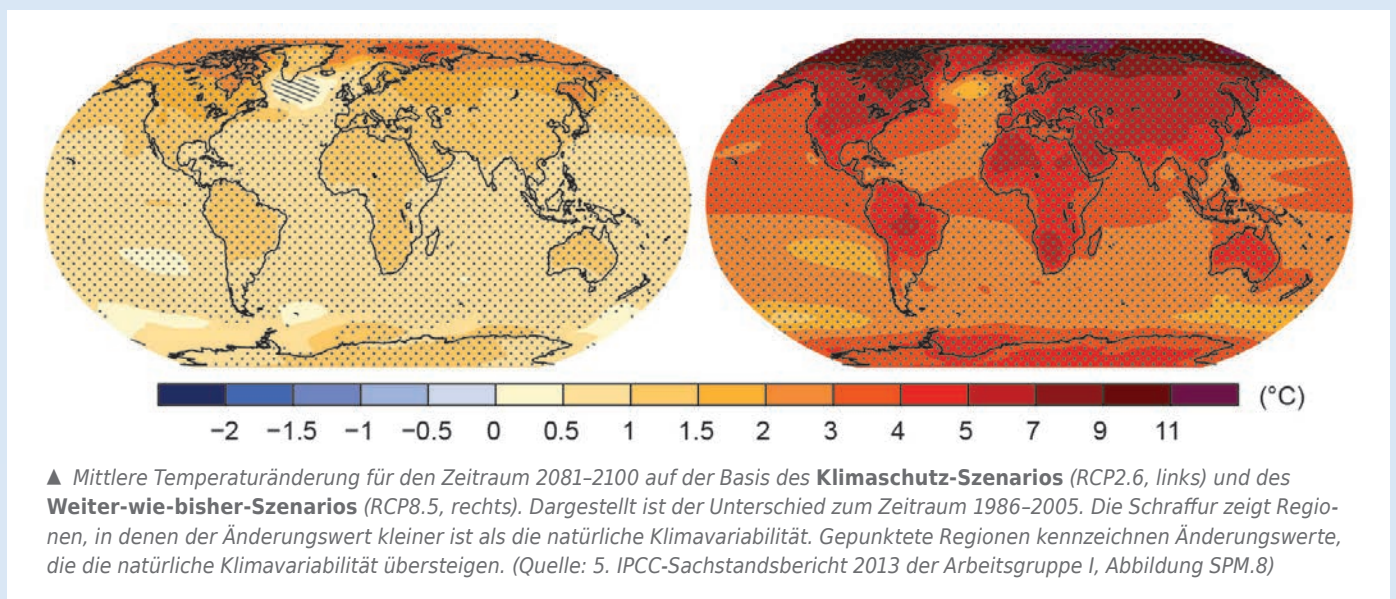 (°C)
−2 −1.5 −1 −0.5 0 0.5 1 1.5 2 3 4 5 7 9 11
▲ Mittlere Temperaturänderung für den Zeitraum 2081–2100 auf der Basis des Klimaschutz-Szenarios (RCP2.6, links) und des
Weiter-wie-bisher-Szenarios (RCP8.5, rechts). Dargestellt ist der Unterschied zum Zeitraum 1986–2005. Die Schraffur zeigt Regio-
nen, in denen der Änderungswert kleiner ist als die natürliche Klimavariabilität. Gepunktete Regionen kennzeichnen Änderungswerte,
die die natürliche Klimavariabilität übersteigen. (Quelle: 5. IPCC-Sachstandsbericht 2013 der Arbeitsgruppe I, Abbildung SPM.8)